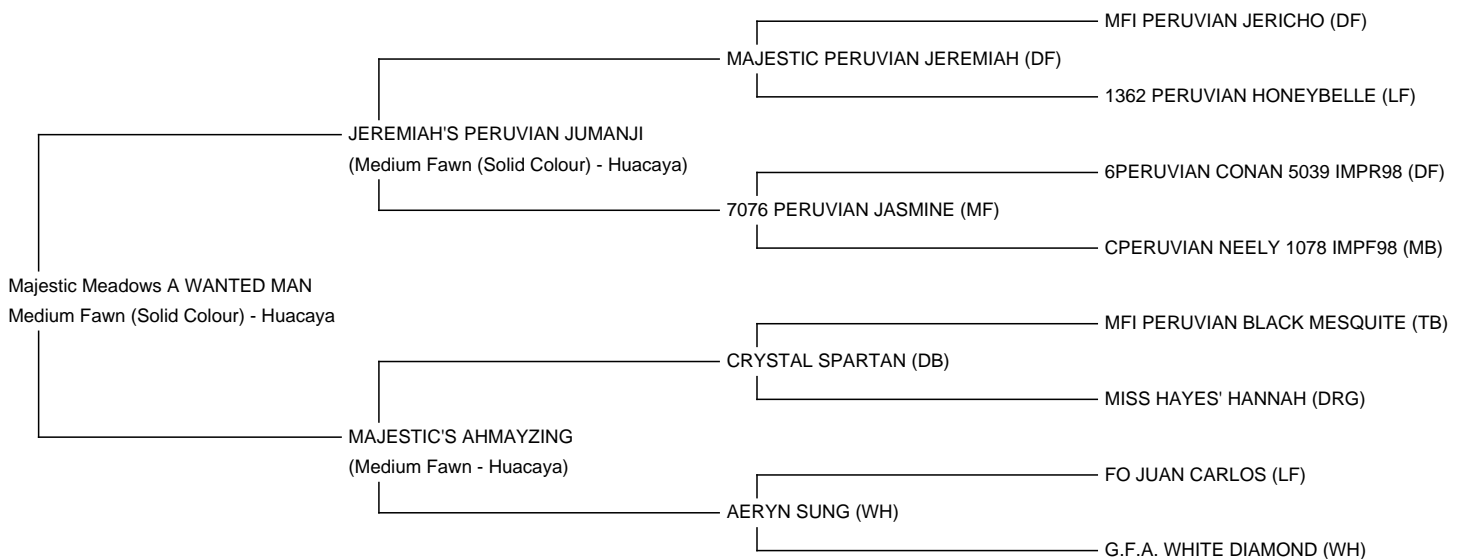 MFI PERUVIAN JERICHO (DF)
MAJESTIC PERUVIAN JEREMIAH (DF)
1362 PERUVIAN HONEYBELLE (LF)
JEREMIAH'S PERUVIAN JUMANJI
(Medium Fawn (Solid Colour) - Huacaya)
6PERUVIAN CONAN 5039 IMPR98 (DF)
7076 PERUVIAN JASMINE (MF)
CPERUVIAN NEELY 1078 IMPF98 (MB)
Majestic Meadows A WANTED MAN
Medium Fawn (Solid Colour) - Huacaya
MFI PERUVIAN BLACK MESQUITE (TB)
CRYSTAL SPARTAN (DB)
MISS HAYES' HANNAH (DRG)
MAJESTIC'S AHMAYZING
(Medium Fawn - Huacaya)
FO JUAN CARLOS (LF)
AERYN SUNG (WH)
G.F.A. WHITE DIAMOND (WH)